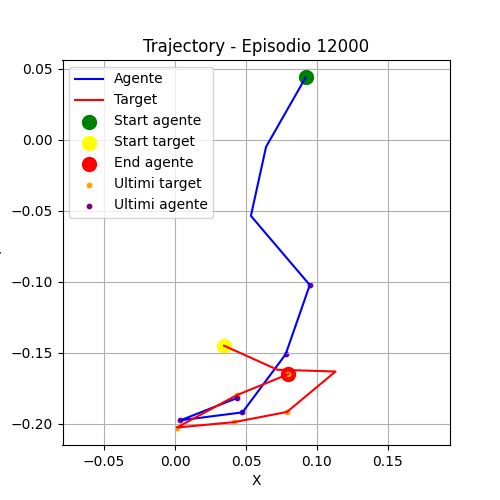 Trajectory - Episodio 12000
Agente
Target
Start agente
Start target
End agente
Ultimi target
Ultimi agente
0.05
0.00
−0.05
−0.10
−0.15
−0.20
−0.05 0.00 0.05 0.10 0.15
X